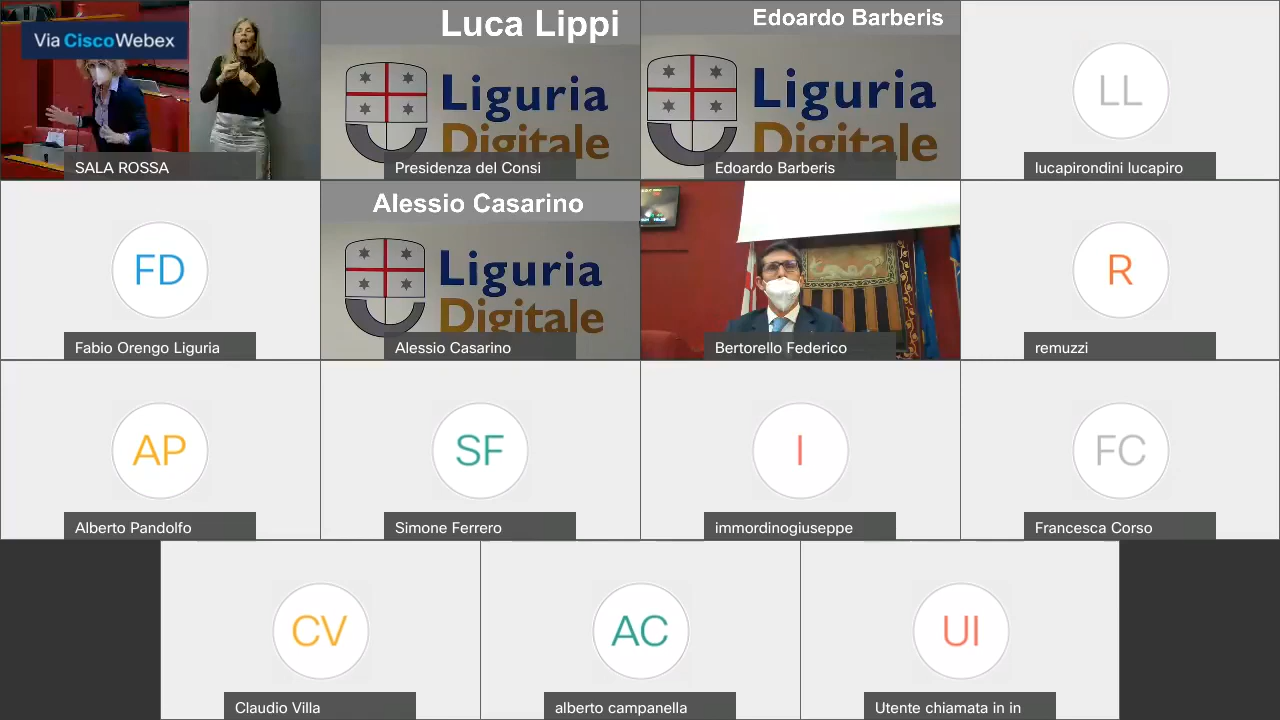 Via Cisco Webex
SALA ROSSA
Luca Lippi
Liguria
Digitale
Presidenza del Consi
Edoardo Barberis
Liguria
Digitale
Edoardo Barberis
LL
lucapirondini lucapiro
FD
Fabio Orengo Liguria
Alessio Casarino
Liguria
Digitale
Alessio Casarino
Bertorello Federico
R
remuzzi
AP
Alberto Pandolfo
SF
Simone Ferrero
I
immordinogiuseppe
FC
Francesca Corso
CV
Claudio Villa
AC
alberto campanella
UI
Utente chiamata in in